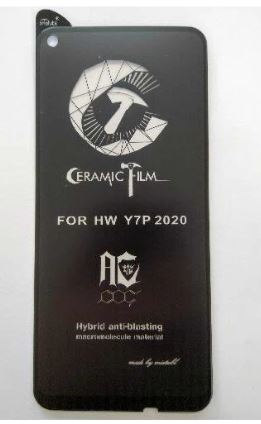 CERAMIC FILM
FOR HW Y7P 2020
AG
Hybrid anti-blasting
macromolecule material